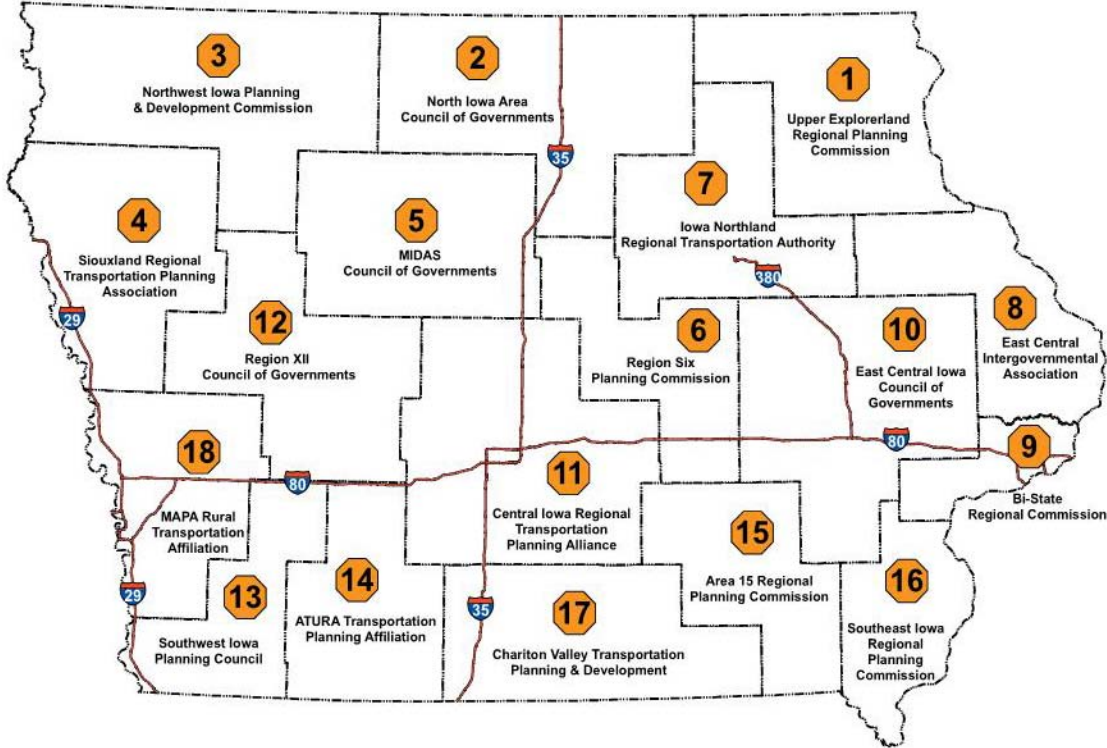 3
Northwest Iowa Planning
& Development Commission
2
North Iowa Area
Council of Governments
1
Upper Explorerland
Regional Planning
Commission
35
4
Siouxland Regional
Transportation Planning
Association
5
MIDAS
Council of Governments
7
Iowa Northland
Regional Transportation Authority
380
29
12
Region XII
Council of Governments
6
Region Six
Planning Commission
10
East Central Iowa
Council of
Governments
8
East Central
Intergovernmental
Association
18
MAPA Rural
Transportation
Affiliation
80
11
Central Iowa Regional
Transportation
Planning Alliance
80
9
Bi-State
Regional Commission
29
13
Southwest Iowa
Planning Council
14
ATURA Transportation
Planning Affiliation
35
17
Chariton Valley Transportation
Planning & Development
15
Area 15 Regional
Planning Commission
16
Southeast Iowa
Regional
Planning
Commission